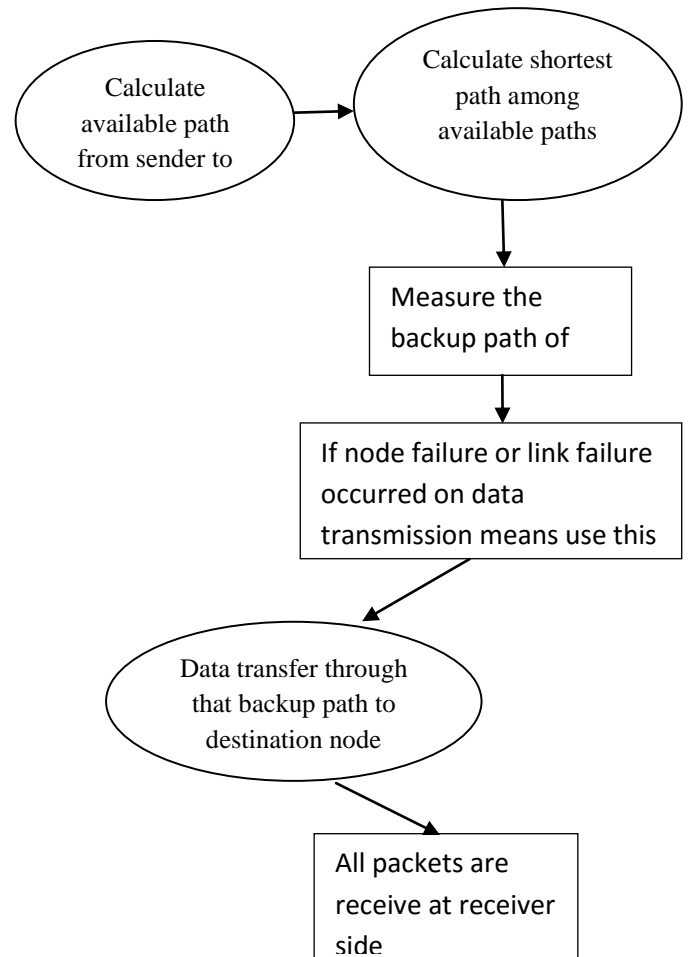 Calculate
available path
from sender to
Calculate shortest
path among
available paths
Measure the
backup path of
If node failure or link failure
occurred on data
transmission means use this
Data transfer through
that backup path to
destination node
All packets are
receive at receiver
side